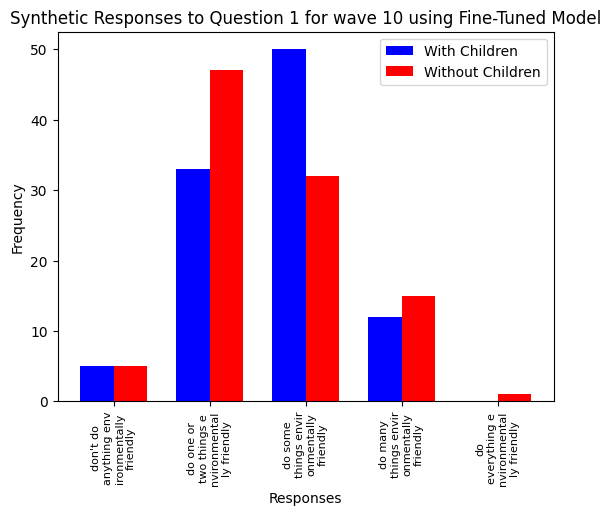 Synthetic Responses to Question 1 for wave 10 using Fine-Tuned Model
With Children
Without Children
Frequency
50
40
30
20
10
0
don't do
anything env
ironmentally
friendly
do one or
two things e
nvironmental
ly friendly
do some
things envir
onmentally
friendly
do many
things envir
onmentally
friendly
do
everything e
nvironmental
ly friendly
Responses